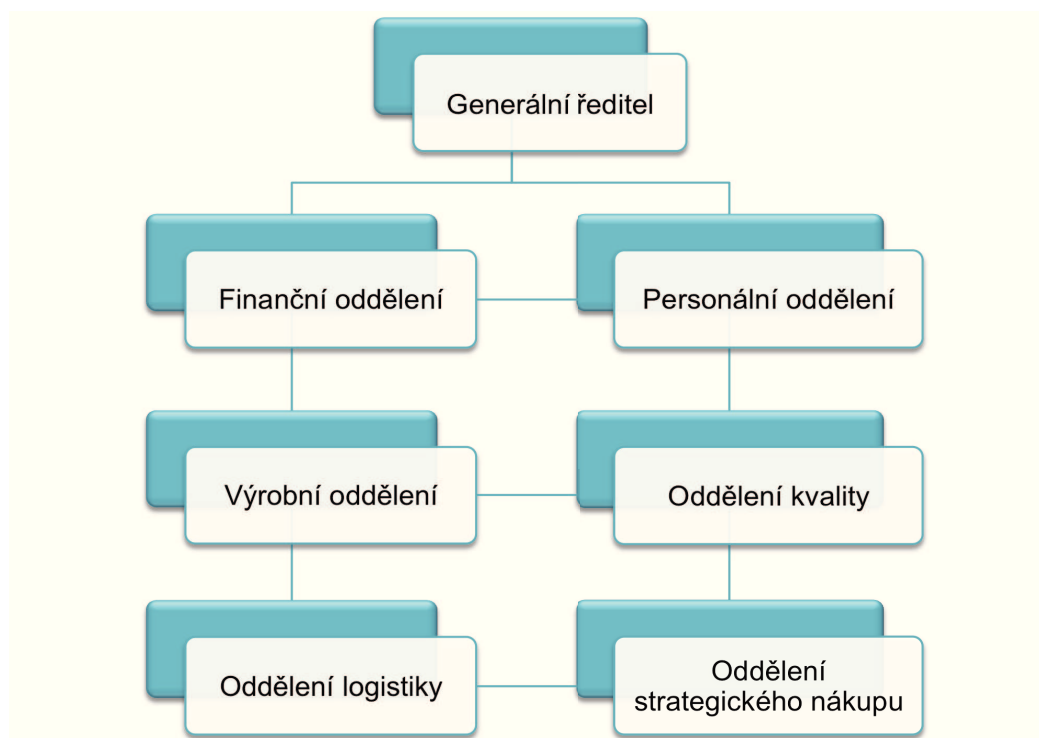 Generální ředitel
Finanční oddělení
Personální oddělení
Výrobní oddělení
Oddělení kvality
Oddělení logistiky
Oddělení
strategického nákupu